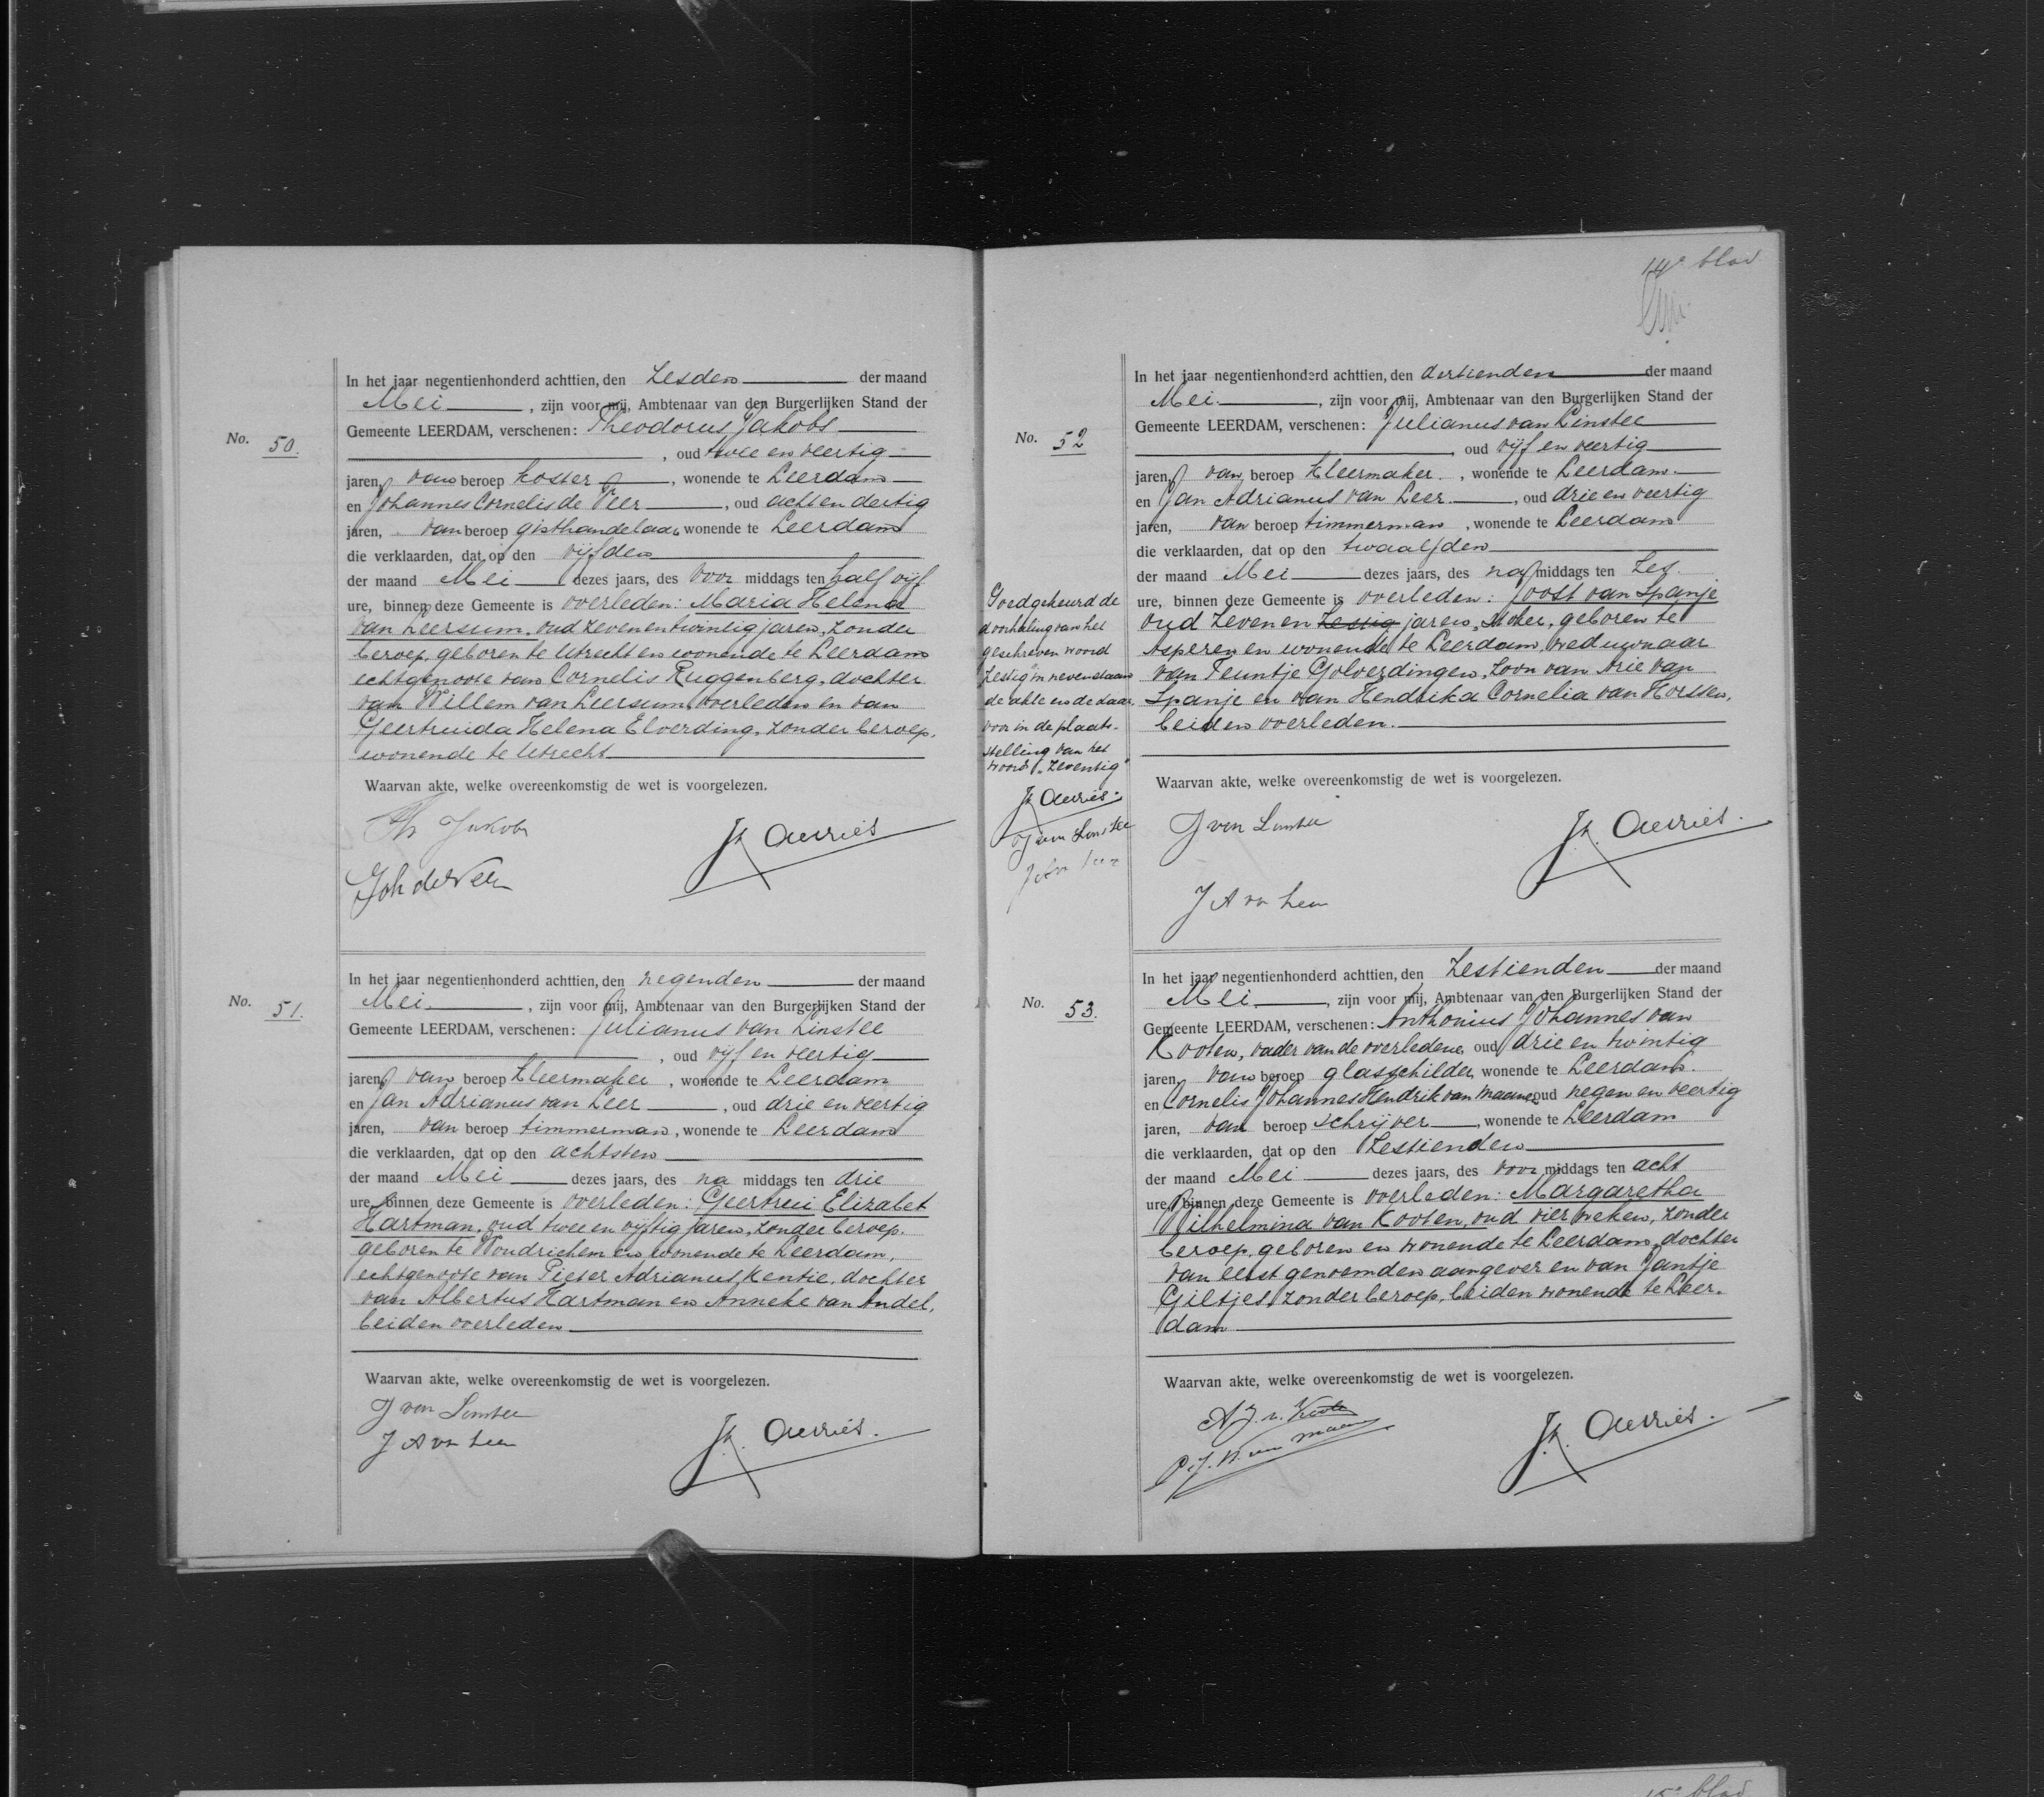 No. 50.
In het jaar negentienhonderd achttien, den Zesden der maand
Mei, zijn voor mij, Ambtenaar van den Burgerlijken Stand der
Gemeente LEERDAM, verschenen: Theodorus Jakobs
, oud twee en veertig
jaren, van beroep koster, wonende te Leerdam
en Johannes Cornelis de Veer, oud acht en dertig
jaren, van beroep gisthandelaar, wonende te Leerdam
die verklaarden, dat op den vijfden
der maand Mei dezes jaars, des voor middags ten half vijf
ure, binnen deze Gemeente is overleden: Maria Helena
van Leersum, oud zevenentwintig jaren, zonder
beroep, geboren te Utrecht en wonende te Leerdam
echtgenoote van Cornelis Ruggenberg, dochter
van Willem van Leersum, overleden en van
Geertruida Helena Elverding, zonder beroep,
wonende te Utrecht
Waarvan akte, welke overeenkomstig de wet is voorgelezen.
Th Jakobs
Joh de Veer
No. 51.
In het jaar negentienhonderd achttien, den negenden der maand
Mei, zijn voor mij, Ambtenaar van den Burgerlijken Stand der
Gemeente LEERDAM, verschenen: Julianus van Linstee
, oud vijf en veertig
jaren, van beroep kleermaker, wonende te Leerdam
en Jan Adrianus van Leer, oud drie en veertig
jaren, van beroep timmerman, wonende te Leerdam
die verklaarden, dat op den achtsten
der maand Mei dezes jaars, des na middags ten drie
ure, binnen deze Gemeente is overleden: Geertrui Elizabet
Hartman, oud twee en vijftig jaren, zonder beroep,
geboren te Woudrichem en wonende te Leerdam,
echtgenoote van Pieter Adrianus Kentie, dochter
van Albertus Hartman en Anneke van Andel,
beiden overleden
Waarvan akte, welke overeenkomstig de wet is voorgelezen.
J van Linstee
J A van Leer
14e blad
No. 52
In het jaar negentienhonderd achttien, den dertienden der maand
Mei, zijn voor mij, Ambtenaar van den Burgerlijken Stand der
Gemeente LEERDAM, verschenen: Julianus van Linstee
, oud vijf en veertig
jaren, van beroep kleermaker, wonende te Leerdam
en Jan Adrianus van Leer, oud drie en veertig
jaren, van beroep timmerman, wonende te Leerdam
die verklaarden, dat op den twaalfden
der maand Mei dezes jaars, des na middags ten Zes
ure, binnen deze Gemeente is overleden: Joost van Spanje
oud Zeven en Zestig jaren, stoker, geboren te
Asperen en wonende te Leerdam, weduwnaar
van Teuntje Golverdingen, zoon van Arie van
Spanje en van Hendrika Cornelia van Horssen,
beiden overleden.
Goedgekeurd de
doorhaling van het
geschreven woord
"Zestig" in nevenstaan
de akte en de daar
voor in de plaats-
stelling van het
woord "zeventig"
J van Linstee
Waarvan akte, welke overeenkomstig de wet is voorgelezen.
J van Linstee
J A van Leer
No. 53.
In het jaar negentienhonderd achttien, den Zestienden der maand
Mei, zijn voor mij, Ambtenaar van den Burgerlijken Stand der
Gemeente LEERDAM, verschenen: Anthonius Johannes van
Kooten, vader van de overledene, oud drie en twintig
jaren, van beroep glasschilder, wonende te Leerdam.
en Cornelis Johannes Hendrik van Maanen, oud negen en veertig
jaren, van beroep schrijver, wonende te Leerdam
die verklaarden, dat op den Zestienden
der maand Mei dezes jaars, des voor middags ten acht
ure, binnen deze Gemeente is overleden: Margaretha
Wilhelmina van Kooten, oud vier weken, zonder
beroep, geboren en wonende te Leerdam, dochter
van eerstgenoemden aangever en van Jantje
Giltjes, zonder beroep, beiden wonende te Leer-
dam
Waarvan akte, welke overeenkomstig de wet is voorgelezen.
A. J. v. Kooten
C. J. H. van Maanen
15e blad